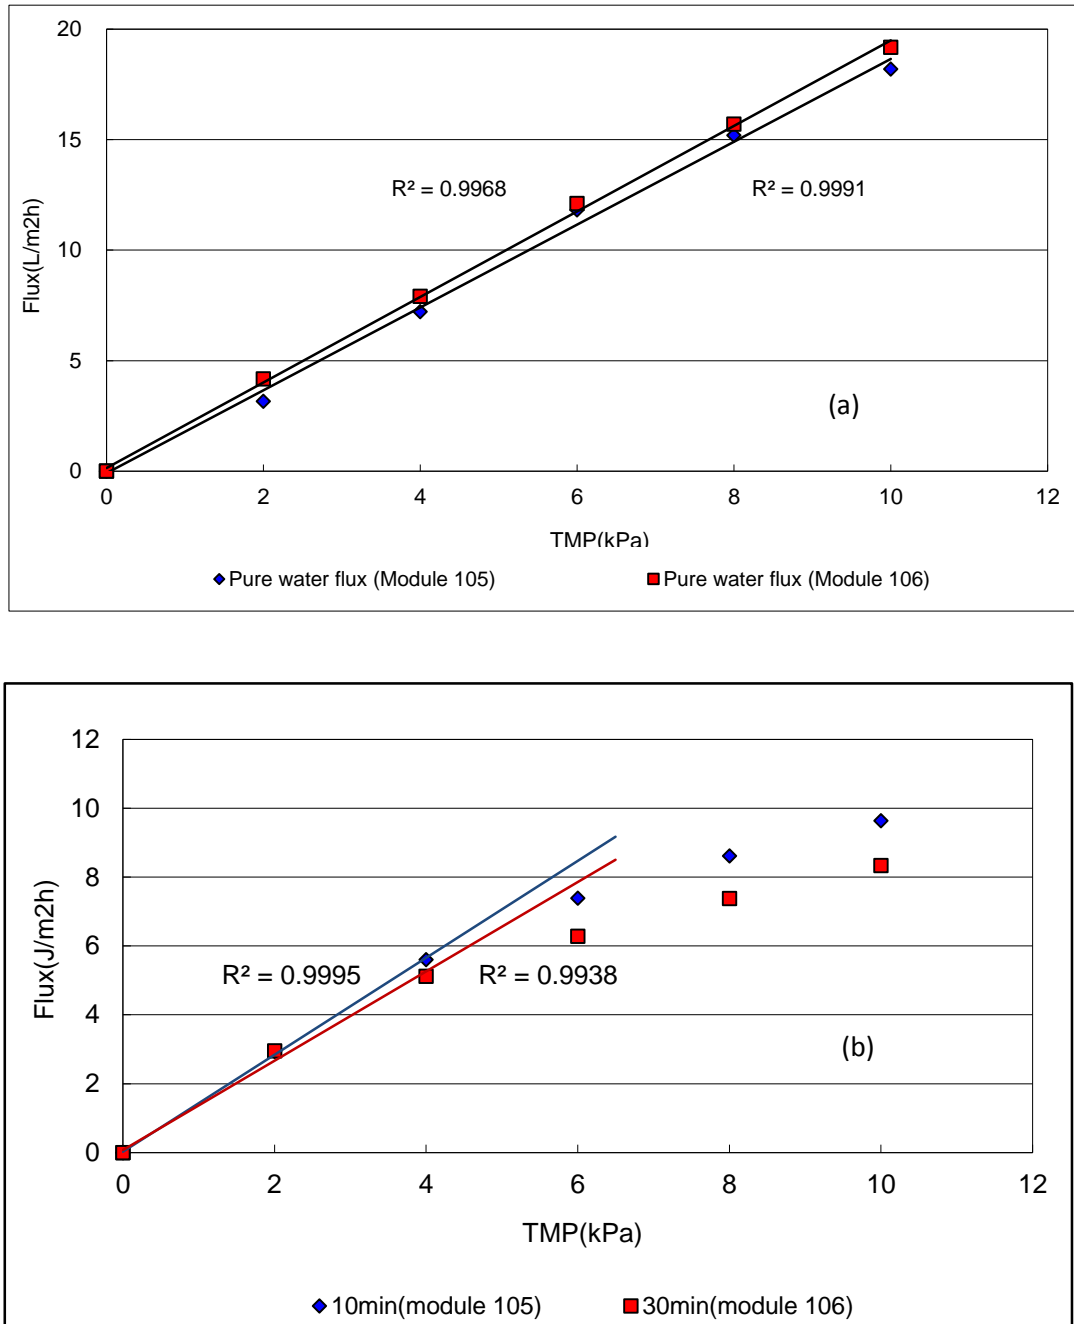 20
15
10
5
0
Flux(L/m2h)
R² = 0.9968
R² = 0.9991
(a)
0 2 4 6 8 10 12
TMP(kPa)
Pure water flux (Module 105) Pure water flux (Module 106)
12
10
8
6
4
2
0
Flux(J/m2h)
R² = 0.9995 R² = 0.9938
(b)
0 2 4 6 8 10 12
TMP(kPa)
10min(module 105) 30min(module 106)